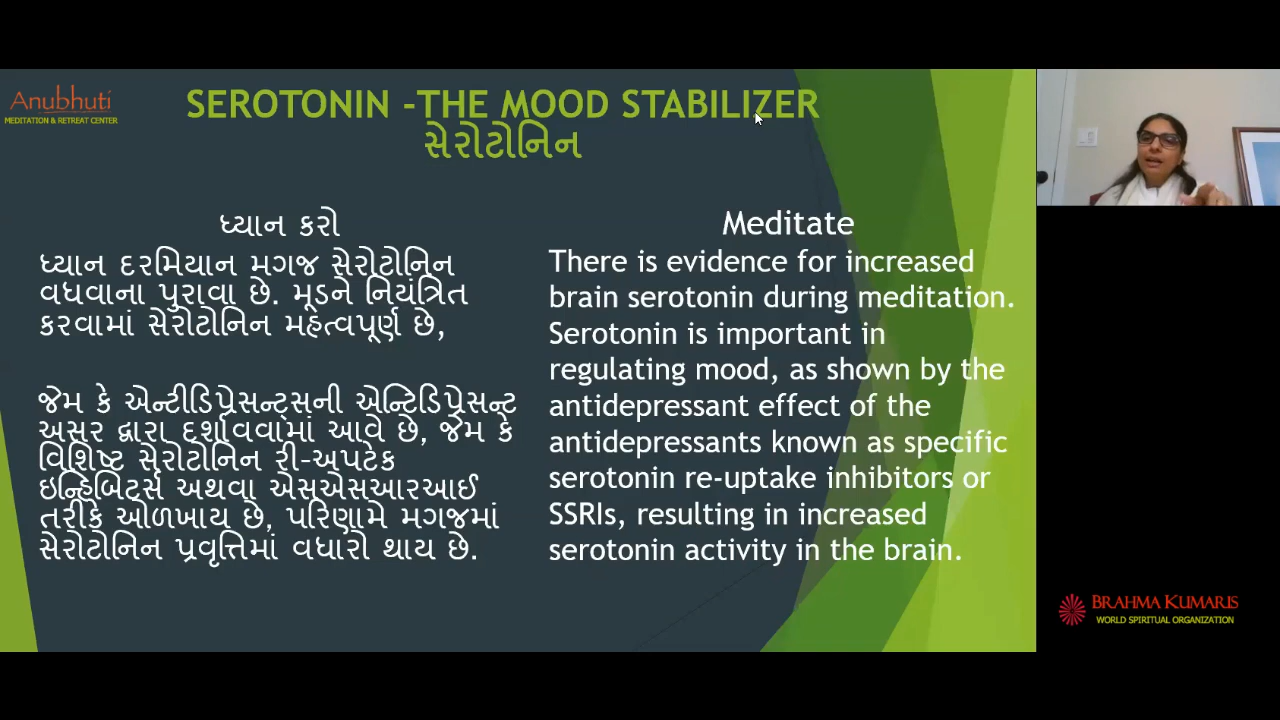 Anubhuti
MEDITATION & RETREAT CENTER
SEROTONIN -THE MOOD STABILIZER
સેરોટોનિન
ધ્યાન કરો
ધ્યાન દરમિયાન મગજ સેરોટોનિન
વધવાના પુરાવા છે. મૂડને નિયંત્રિત
કરવામાં સેરોટોનિન મહત્વપૂર્ણ છે,
જેમ કે એન્ટીડિપ્રેસન્ટ્સની એન્ટિડિપ્રેસન્ટ
અસર દ્વારા દર્શાવવામાં આવે છે, જેમ કે
વિશિષ્ટ સેરોટોનિન રી-અપટેક
ઇન્હિબિટર્સ અથવા એસએસઆરઆઈ
તરીકે ઓળખાય છે, પરિણામે મગજમાં
સેરોટોનિન પ્રવૃત્તિમાં વધારો થાય છે.
Meditate
There is evidence for increased
brain serotonin during meditation.
Serotonin is important in
regulating mood, as shown by the
antidepressant effect of the
antidepressants known as specific
serotonin re-uptake inhibitors or
SSRIs, resulting in increased
serotonin activity in the brain.
BRAHMA KUMARIS
WORLD SPIRITUAL ORGANIZATION